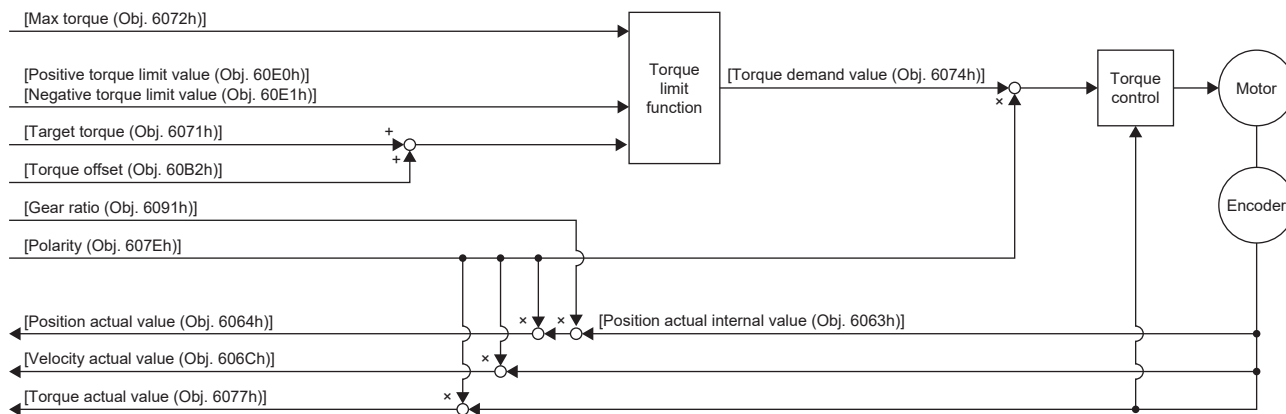 [Max torque (Obj. 6072h)]
[Positive torque limit value (Obj. 60E0h)]
[Negative torque limit value (Obj. 60E1h)]
[Target torque (Obj. 6071h)]
+
+
[Torque offset (Obj. 60B2h)]
Torque
limit
function
[Torque demand value (Obj. 6074h)]
×
Torque
control
Motor
Encoder
[Gear ratio (Obj. 6091h)]
[Polarity (Obj. 607Eh)]
[Position actual value (Obj. 6064h)]
×
×
[Position actual internal value (Obj. 6063h)]
[Velocity actual value (Obj. 606Ch)]
×
[Torque actual value (Obj. 6077h)]
×